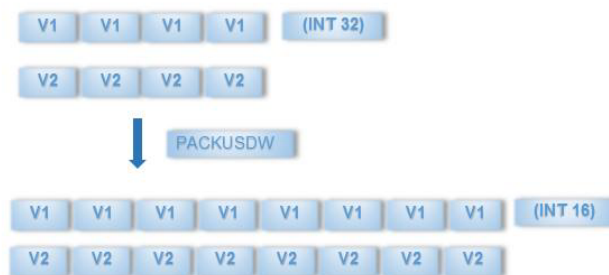 V1 V1 V1 V1 (INT 32)
V2 V2 V2 V2
PACKUSDW
V1 V1 V1 V1 V1 V1 V1 V1 (INT 16)
V2 V2 V2 V2 V2 V2 V2 V2